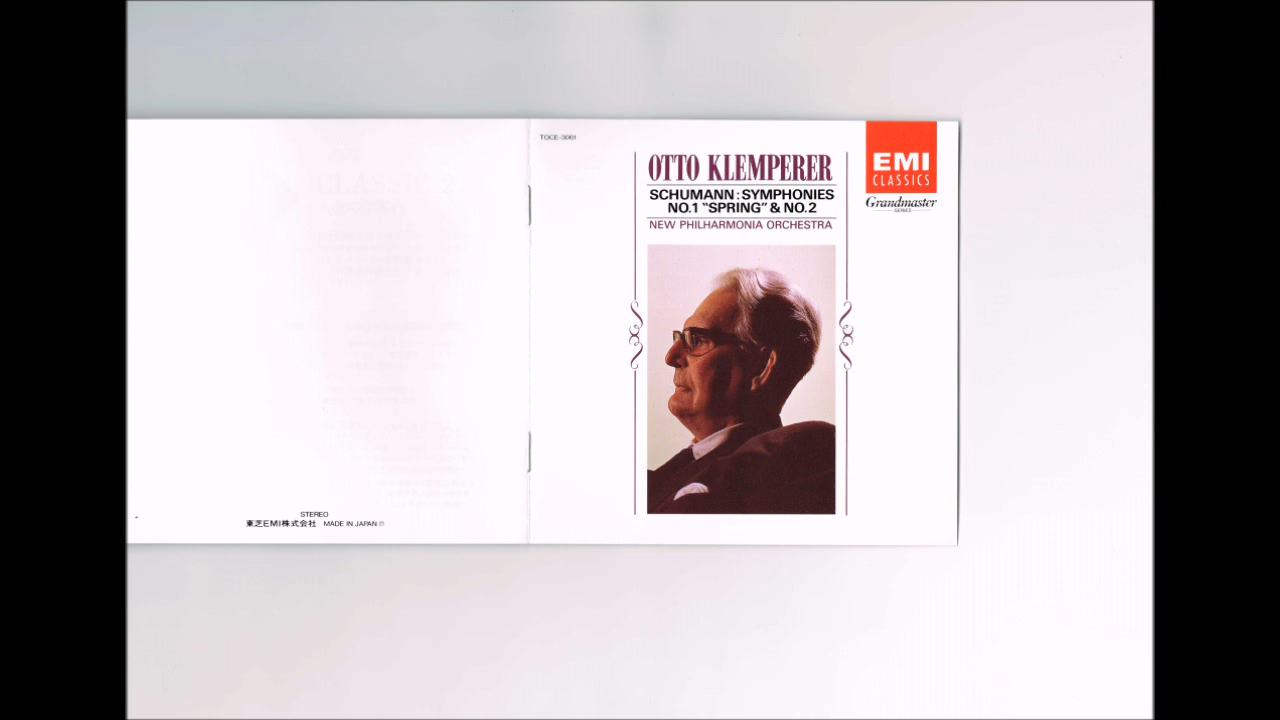 TOCE-3061
OTTO KLEMPERER
SCHUMANN : SYMPHONIES
NO.1 "SPRING" & NO.2
NEW PHILHARMONIA ORCHESTRA
EMI
CLASSICS
Grandmaster
SERIES
STEREO
東芝EMI株式会社 MADE IN JAPAN